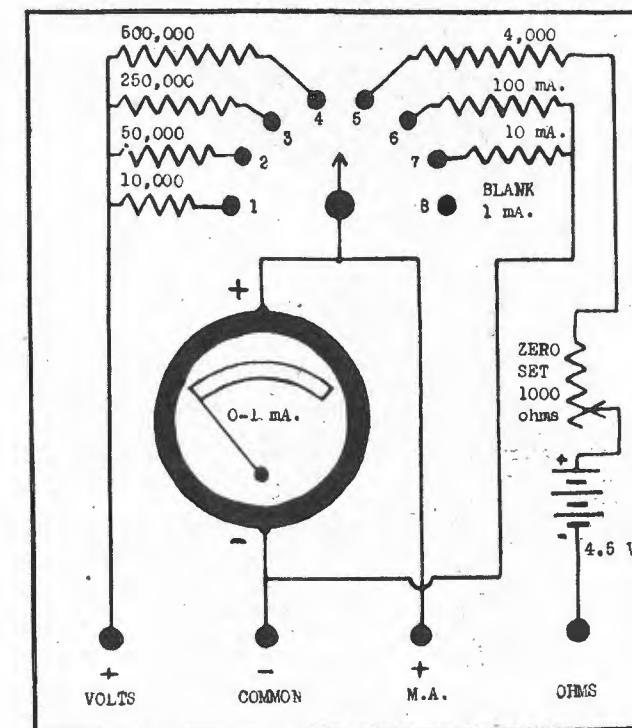 500,000
4,000
250,000
100 mA.
4
5
3
6
50,000
10 mA.
2
7
10,000
BLANK
1
8
1 mA.
+
ZERO
SET
1000
ohms
0-1 mA.
+
-
-
4.5 V
+
-
+
VOLTS
COMMON
M.A.
OHMS